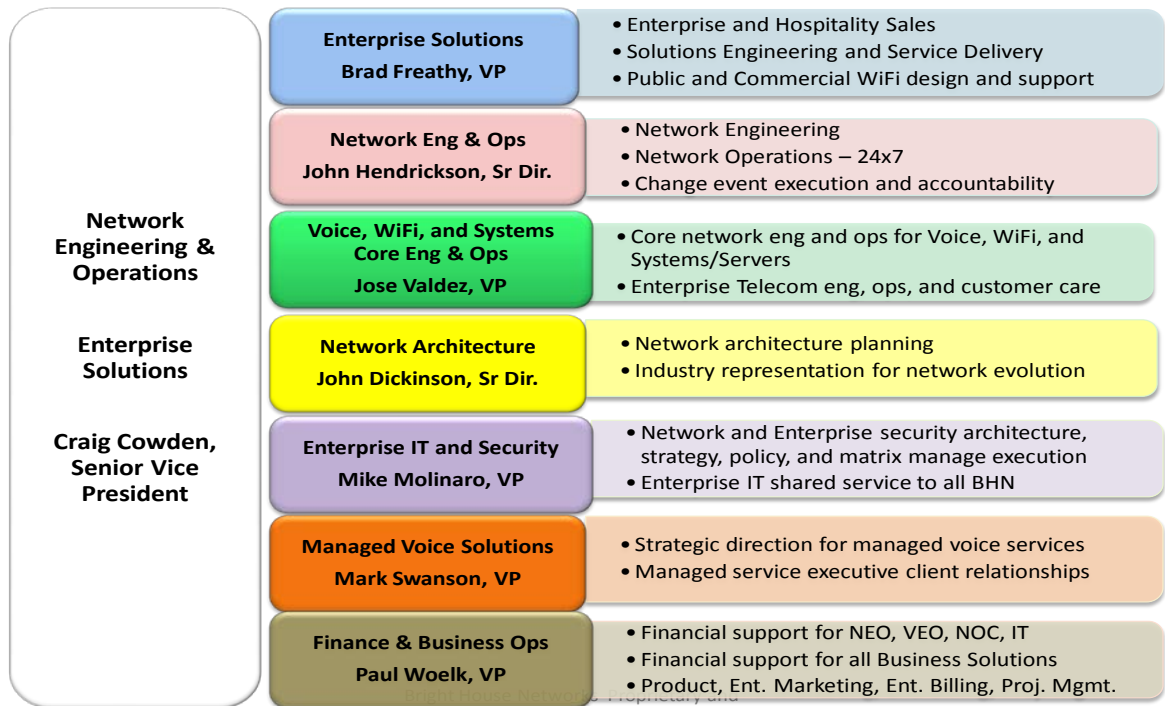 Network
Engineering &
Operations
Enterprise
Solutions
Craig Cowden,
Senior Vice
President
Enterprise Solutions
Brad Freathy, VP
• Enterprise and Hospitality Sales
• Solutions Engineering and Service Delivery
• Public and Commercial WiFi design and support
Network Eng & Ops
John Hendrickson, Sr Dir.
• Network Engineering
• Network Operations – 24x7
• Change event execution and accountability
Voice, WiFi, and Systems
Core Eng & Ops
Jose Valdez, VP
• Core network eng and ops for Voice, WiFi, and
Systems/Servers
• Enterprise Telecom eng, ops, and customer care
Network Architecture
John Dickinson, Sr Dir.
• Network architecture planning
• Industry representation for network evolution
Enterprise IT and Security
Mike Molinaro, VP
• Network and Enterprise security architecture,
strategy, policy, and matrix manage execution
• Enterprise IT shared service to all BHN
Managed Voice Solutions
Mark Swanson, VP
• Strategic direction for managed voice services
• Managed service executive client relationships
Finance & Business Ops
Paul Woelk, VP
• Financial support for NEO, VEO, NOC, IT
• Financial support for all Business Solutions
• Product, Ent. Marketing, Ent. Billing, Proj. Mgmt.
Bright House Networks Proprietary and